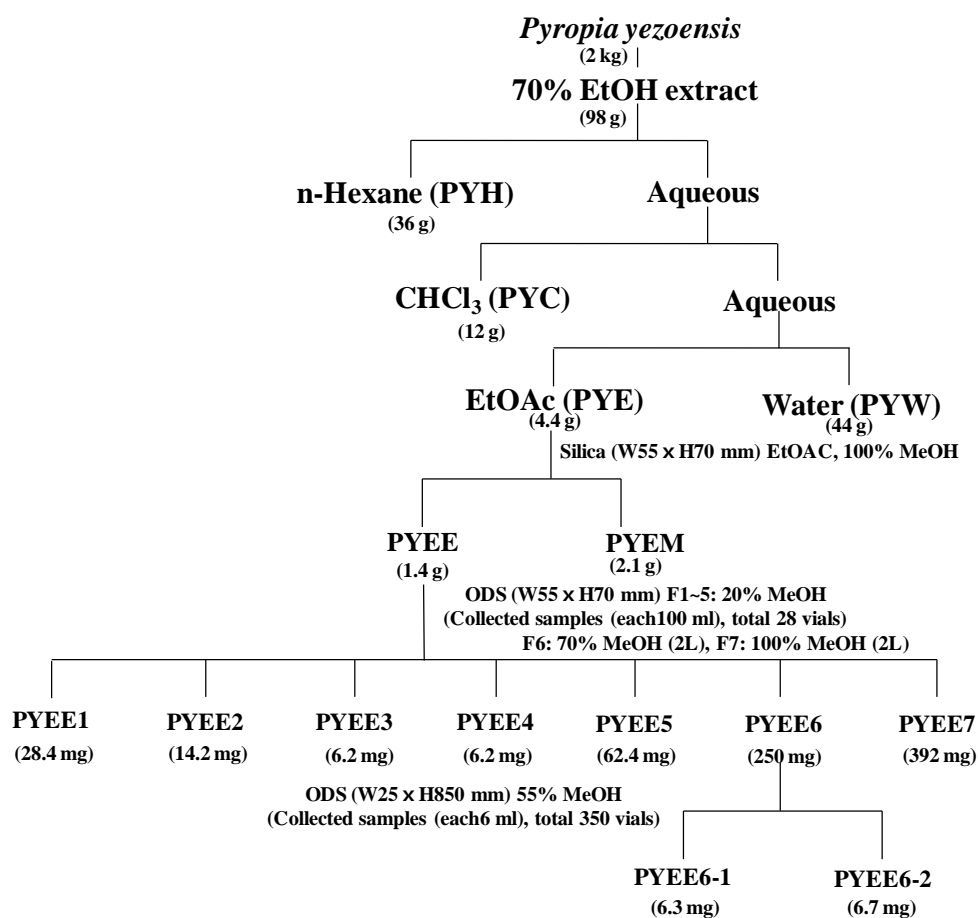 Pyropia yezoensis
(2 kg)
70% EtOH extract
(98 g)
n-Hexane (PYH)
(36 g)
Aqueous
CHCl₃ (PYC)
(12 g)
Aqueous
EtOAc (PYE)
(4.4 g)
Water (PYW)
(44 g)
Silica (W55 x H70 mm) EtOAC, 100% MeOH
PYEE
(1.4 g)
PYEM
(2.1 g)
ODS (W55 x H70 mm) F1~5: 20% MeOH
(Collected samples (each100 ml), total 28 vials)
F6: 70% MeOH (2L), F7: 100% MeOH (2L)
PYEE1
(28.4 mg)
PYEE2
(14.2 mg)
PYEE3
(6.2 mg)
PYEE4
(6.2 mg)
PYEE5
(62.4 mg)
PYEE6
(250 mg)
PYEE7
(392 mg)
ODS (W25 x H850 mm) 55% MeOH
(Collected samples (each6 ml), total 350 vials)
PYEE6-1
(6.3 mg)
PYEE6-2
(6.7 mg)